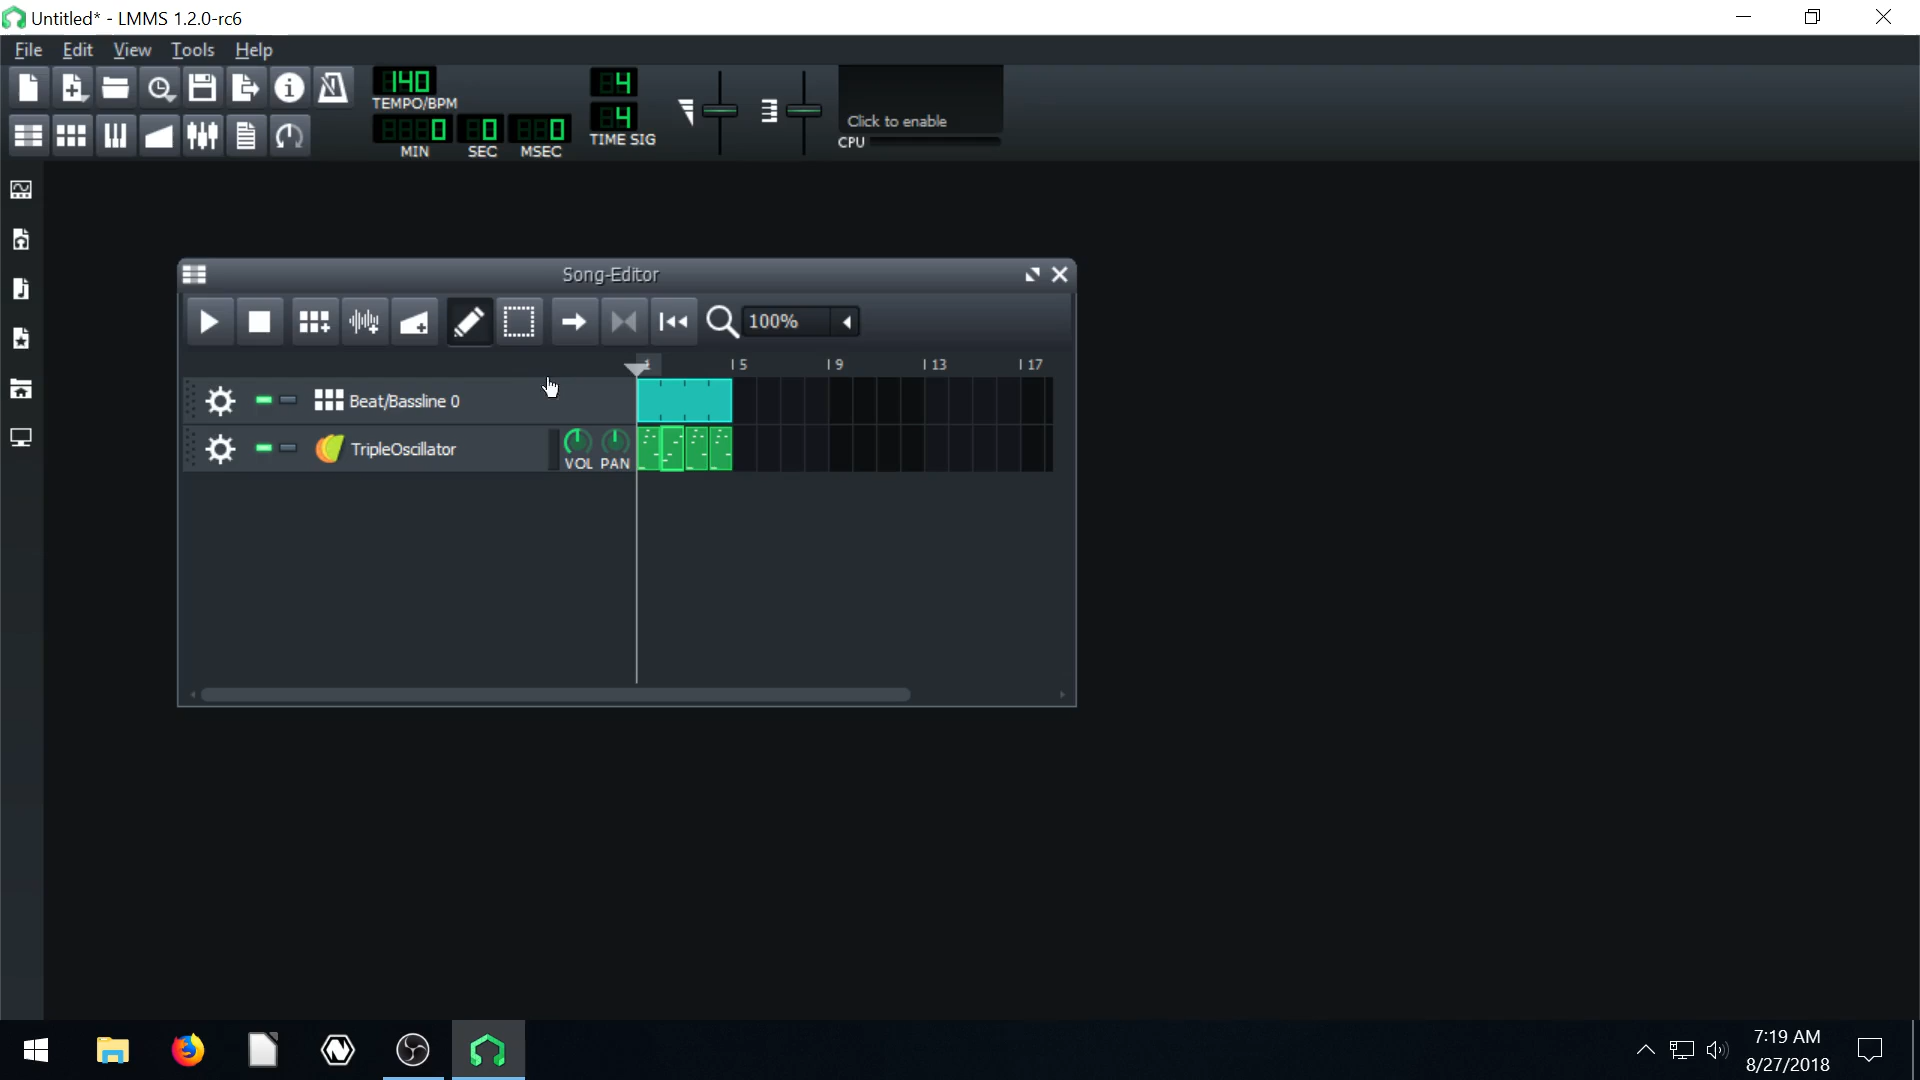 Untitled* - LMMS 1.2.0-rc6
File Edit View Tools Help
140
TEMPO/BPM
0 0 0
MIN SEC MSEC
4
4
TIME SIG
Click to enable
CPU
Song-Editor
100%
1 5 9 13 17
Beat/Bassline 0
TripleOscillator
VOL PAN
7:19 AM
8/27/2018